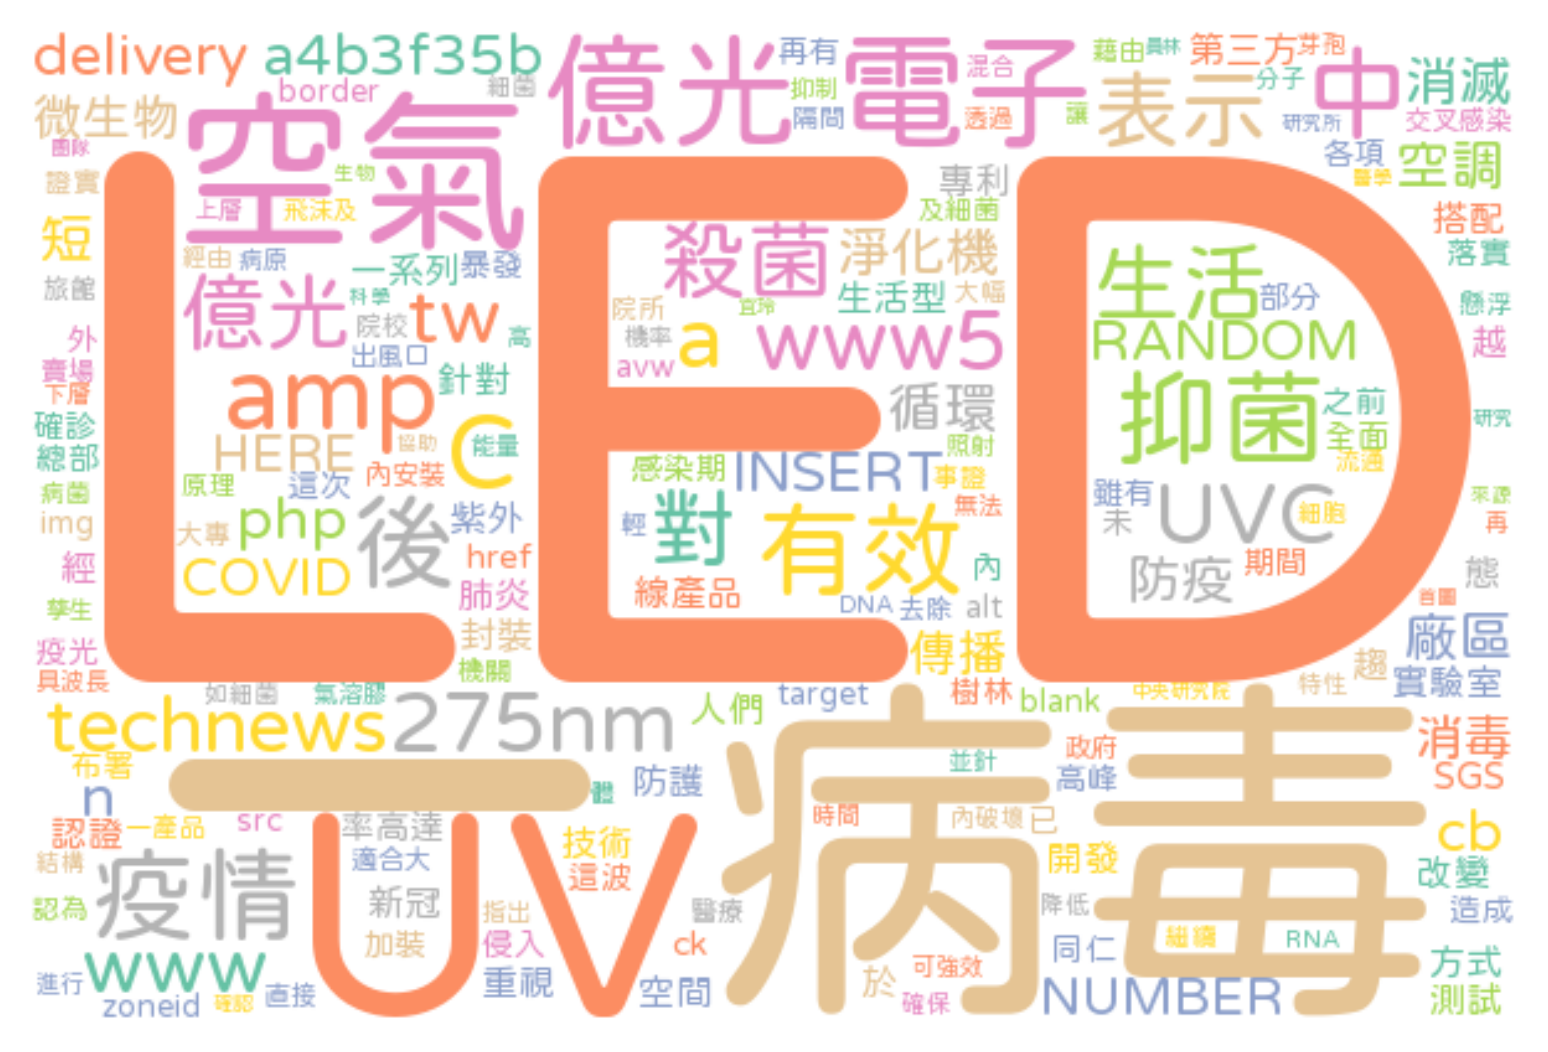 delivery a4b3f35b 億光電子 再有 混合 藉由 員林 第三方 芽孢
border 細菌 抑制 表示 分子 中 消滅
微生物 空氣 隔間 透過 讓 研究所 交叉感染
團隊 各項 空調
證實 生物 專利 醫學
上層 飛沫及 及細菌 搭配
短 LED 殺菌 淨化機 生活 落實
經由 病原 一系列 暴發
旅館 億光 科學 tw 生活型 大幅 部分 懸浮
院所 宜玲
外 院校 高 機率 a www5 RANDOM 越
賣場 出風口 avw
下層 amp 針對 循環 抑菌 之前
確診 C 研究
總部 HERE 協助 能量 照射 全面
病菌 原理 這次 內安裝 感染期 INSERT 事證 流通
img 大專 php 後 紫外 輕 對 有效 無法 雖有 UVC 細胞 來源
未 再
經 COVID href 內 防疫 期間 態
孳生 肺炎 線產品 DNA 去除 alt 首圖
疫光 封裝 傳播 廠區
具波長 機關 趨
如細菌 氣溶膠 人們 target 樹林 blank 中央研究院 特性 實驗室
technews 275nm 病毒 消毒
布署 一 體 防護 並針 政府 高峰 SGS
n
認證 一產品 src 率高達 UV 技術 時間 內破壞 已 cb
結構 適合大 這波 開發 改變
認為 疫情 新冠 指出 醫療 降低 造成
加裝 侵入 ck 同仁 繼續 RNA 方式
進行 www 重視 空間 於 可強效
zoneid 確認 直接 確保 NUMBER 測試